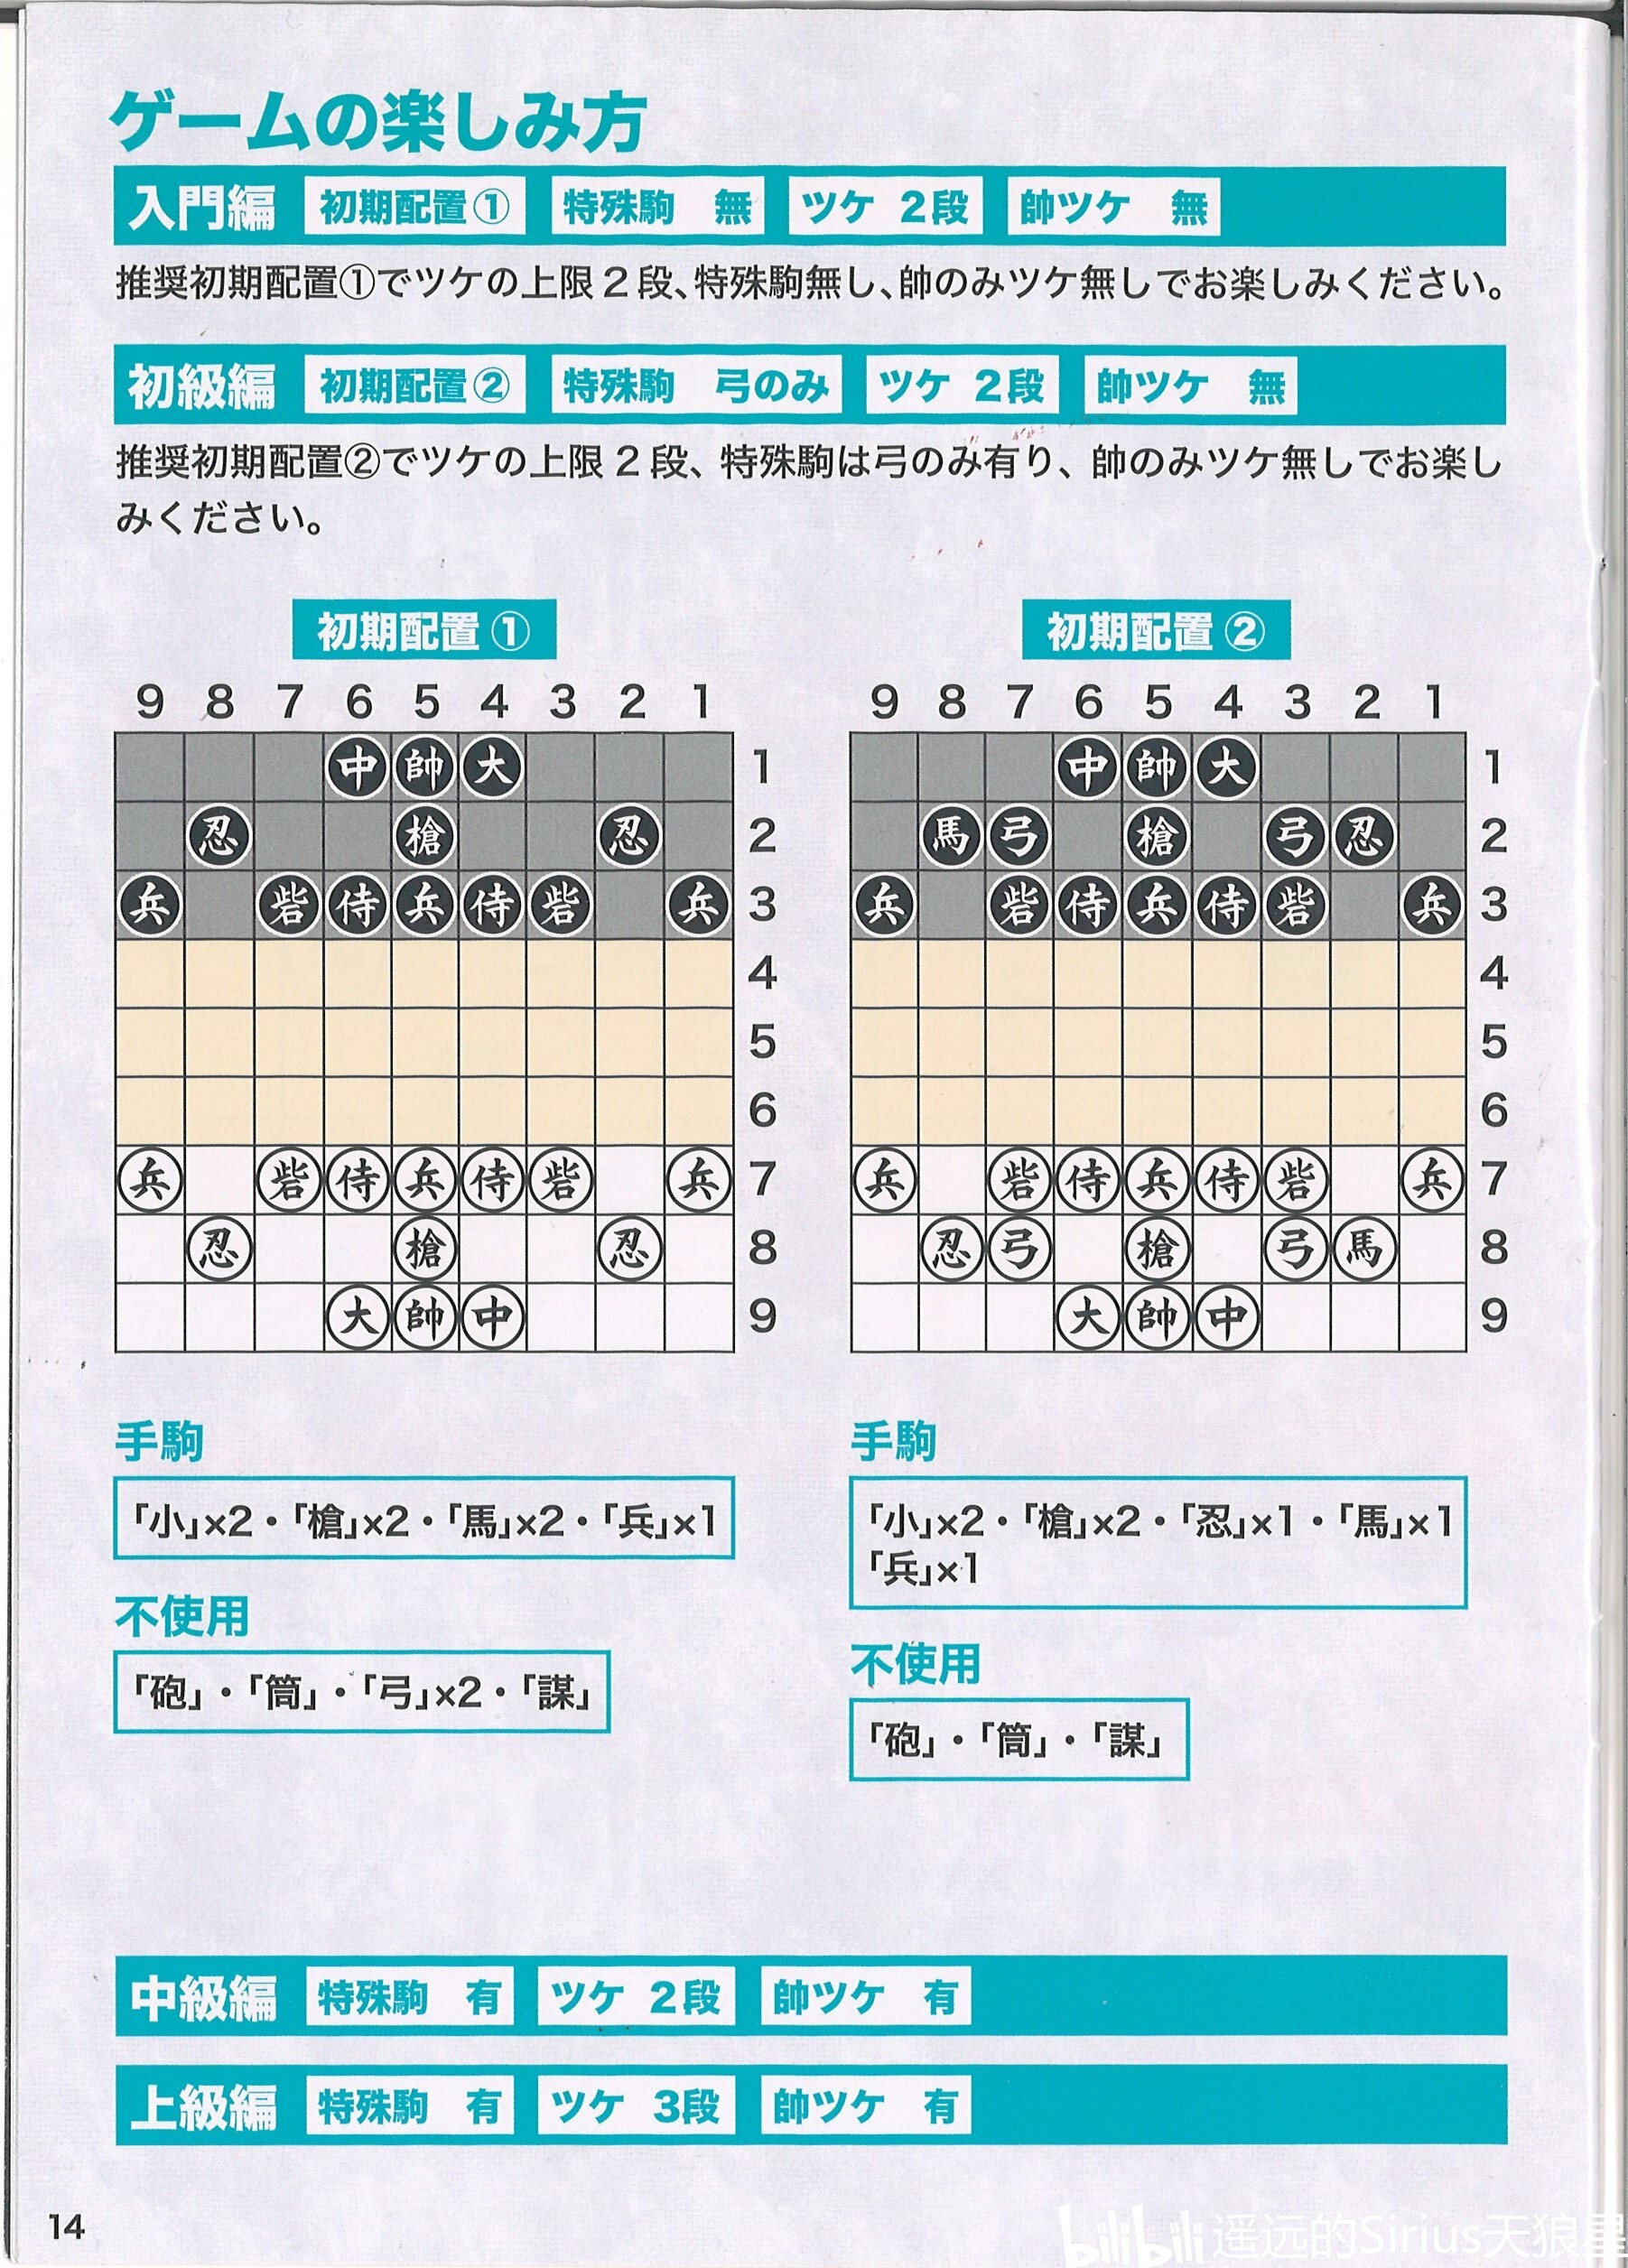 ゲームの楽しみ方
入門編 初期配置① 特殊駒 無 ツケ 2段 帥ツケ 無
推奨初期配置①でツケの上限２段、特殊駒無し、帥のみツケ無しでお楽しみください。
初級編 初期配置② 特殊駒 弓のみ ツケ 2段 帥ツケ 無
推奨初期配置②でツケの上限２段、特殊駒は弓のみ有り、帥のみツケ無しでお楽し
みください。
初期配置①
9 8 7 6 5 4 3 2 1
中 帥 大 1
忍 槍 忍 2
兵 砦 侍 兵 侍 砦 兵 3
4
5
6
兵 砦 侍 兵 侍 砦 兵 7
忍 槍 忍 8
大 帥 中 9
手駒
「小」×2・「槍」×2・「馬」×2・「兵」×1
不使用
「砲」・「筒」・「弓」×2・「謀」
初期配置②
9 8 7 6 5 4 3 2 1
中 帥 大 1
馬 弓 槍 弓 忍 2
兵 砦 侍 兵 侍 砦 兵 3
4
5
6
兵 砦 侍 兵 侍 砦 兵 7
忍 弓 槍 弓 馬 8
大 帥 中 9
手駒
「小」×2・「槍」×2・「忍」×1・「馬」×1
「兵」×1
不使用
「砲」・「筒」・「謀」
中級編 特殊駒 有 ツケ 2段 帥ツケ 有
上級編 特殊駒 有 ツケ 3段 帥ツケ 有
14
bilibili 遥远的Sirius天狼星